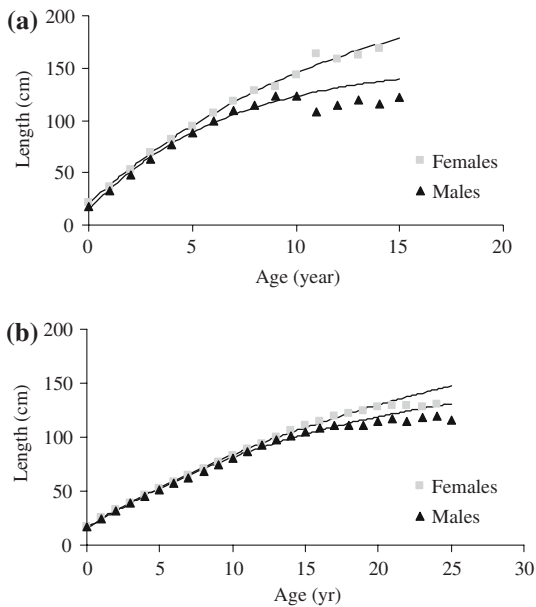 (a)
200
150
100
50
0
Length (cm)
Females
Males
0 5 10 15 20
Age (year)
(b)
200
150
100
50
0
Length (cm)
Females
Males
0 5 10 15 20 25 30
Age (yr)